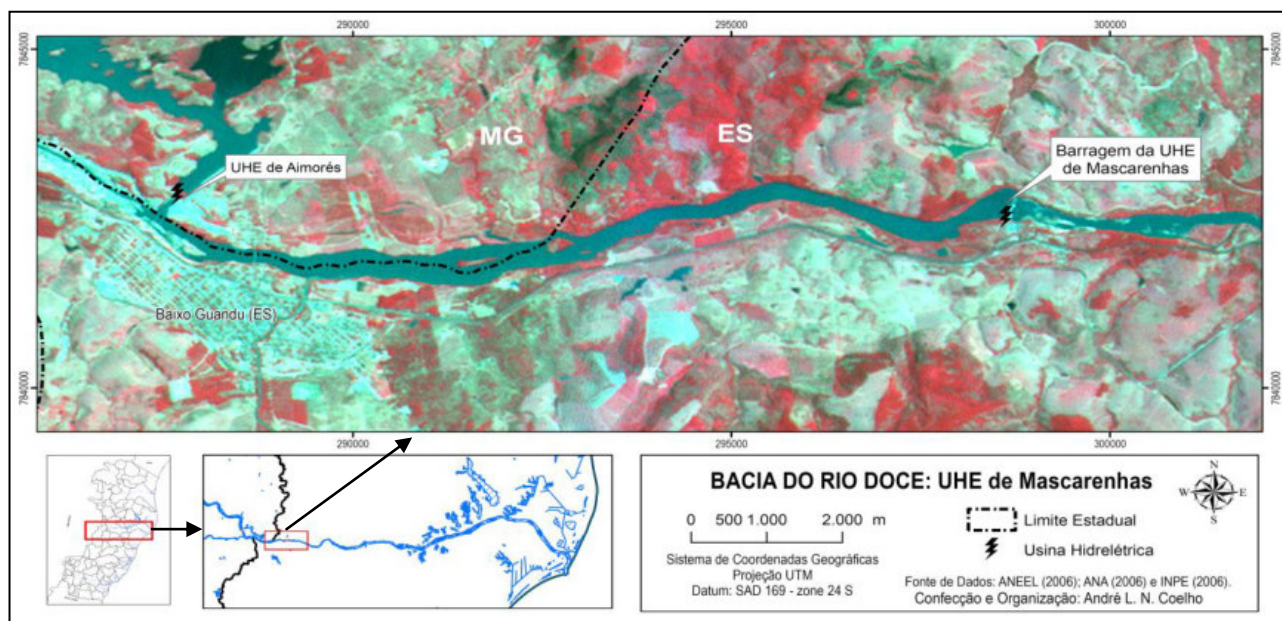 290000 295000 300000
7845000 7845000
MG ES
UHE de Aimorés
Barragem da UHE
de Mascarenhas
Baixo Guandu (ES)
7840000 7840000
290000 295000 300000
BACIA DO RIO DOCE: UHE de Mascarenhas
N
W E
S
0 500 1.000 2.000 m
Limite Estadual
Usina Hidrelétrica
Sistema de Coordenadas Geográficas
Projeção UTM
Datum: SAD 169 - zone 24 S
Fonte de Dados: ANEEL (2006); ANA (2006) e INPE (2006).
Confecção e Organização: André L. N. Coelho